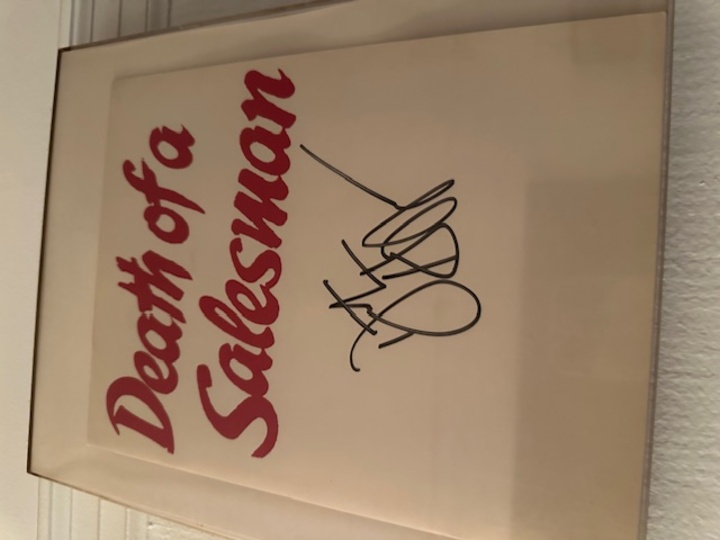 Death of a
Salesman